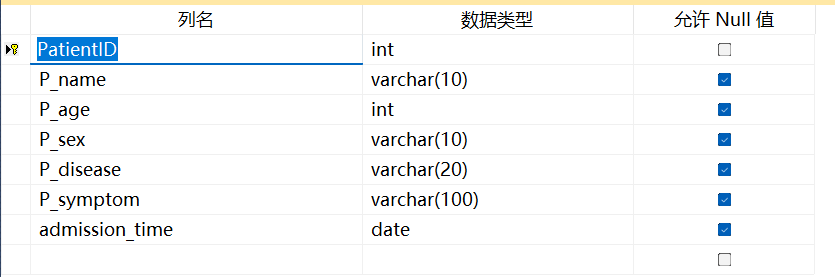 列名 数据类型 允许 Null 值
PatientID int
P_name varchar(10)
P_age int
P_sex varchar(10)
P_disease varchar(20)
P_symptom varchar(100)
admission_time date